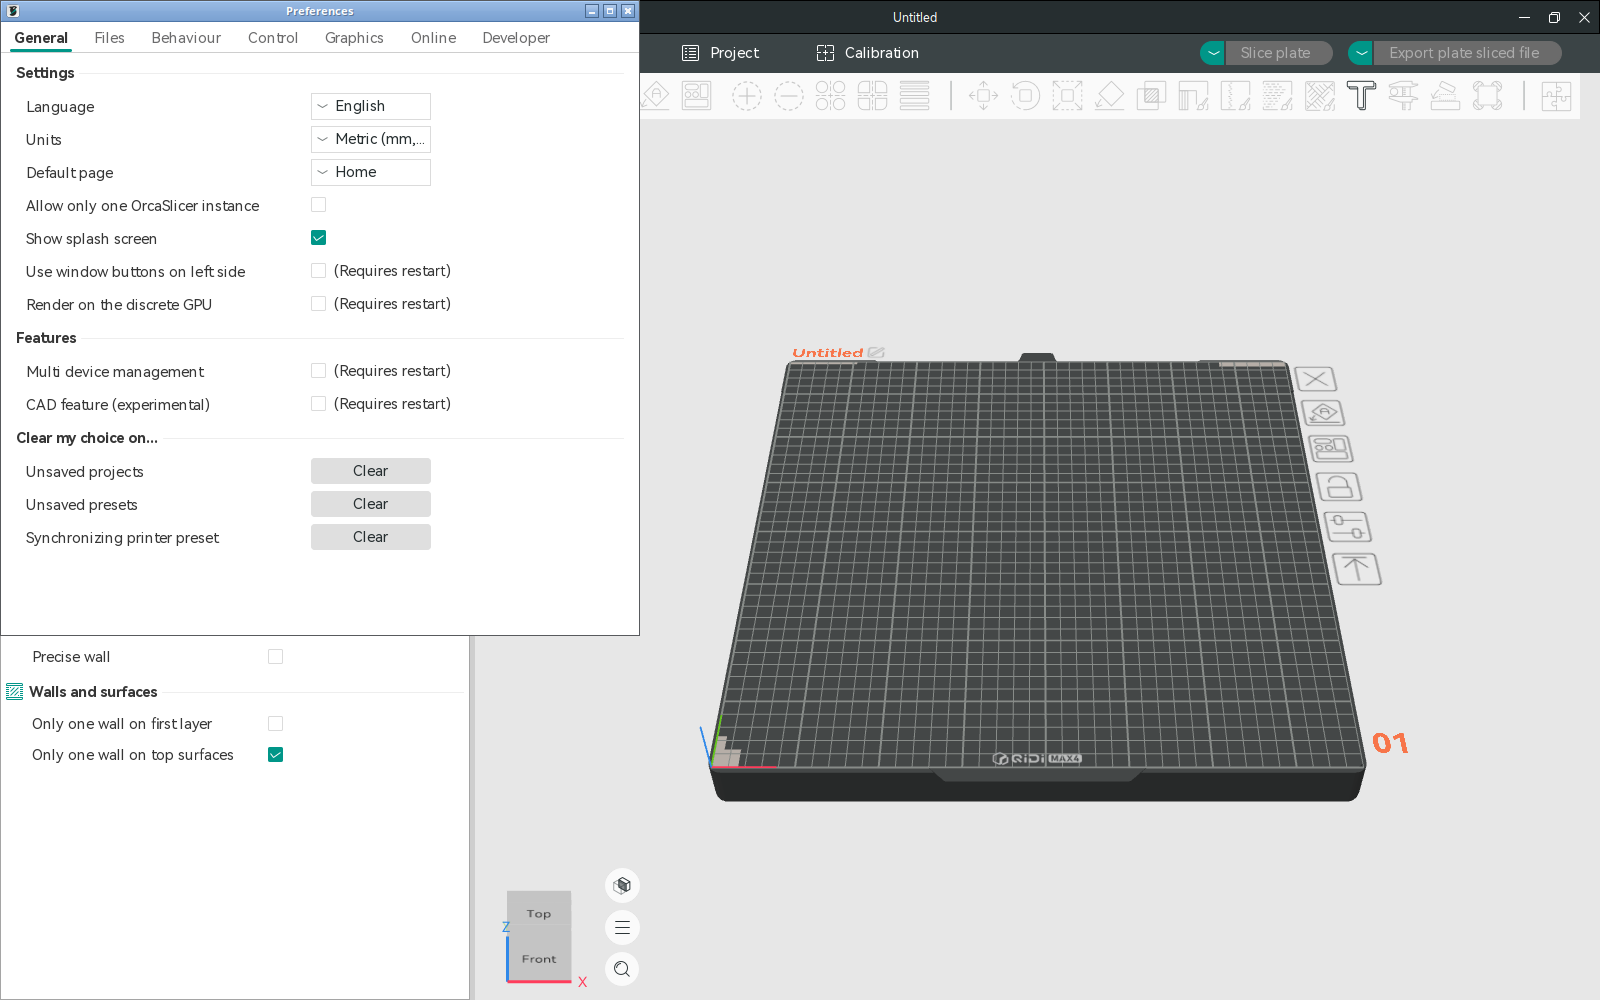 Preferences
Untitled
General Files Behaviour Control Graphics Online Developer
Project Calibration Slice plate Export plate sliced file
Settings
Language English
Units Metric (mm,...
Default page Home
Allow only one OrcaSlicer instance
Show splash screen
Use window buttons on left side (Requires restart)
Render on the discrete GPU (Requires restart)
Features
Multi device management (Requires restart)
CAD feature (experimental) (Requires restart)
Clear my choice on...
Unsaved projects Clear
Unsaved presets Clear
Synchronizing printer preset Clear
Untitled
Precise wall
Walls and surfaces
Only one wall on first layer
Only one wall on top surfaces
01
QIDI MAX4
Top
Z
Front
X